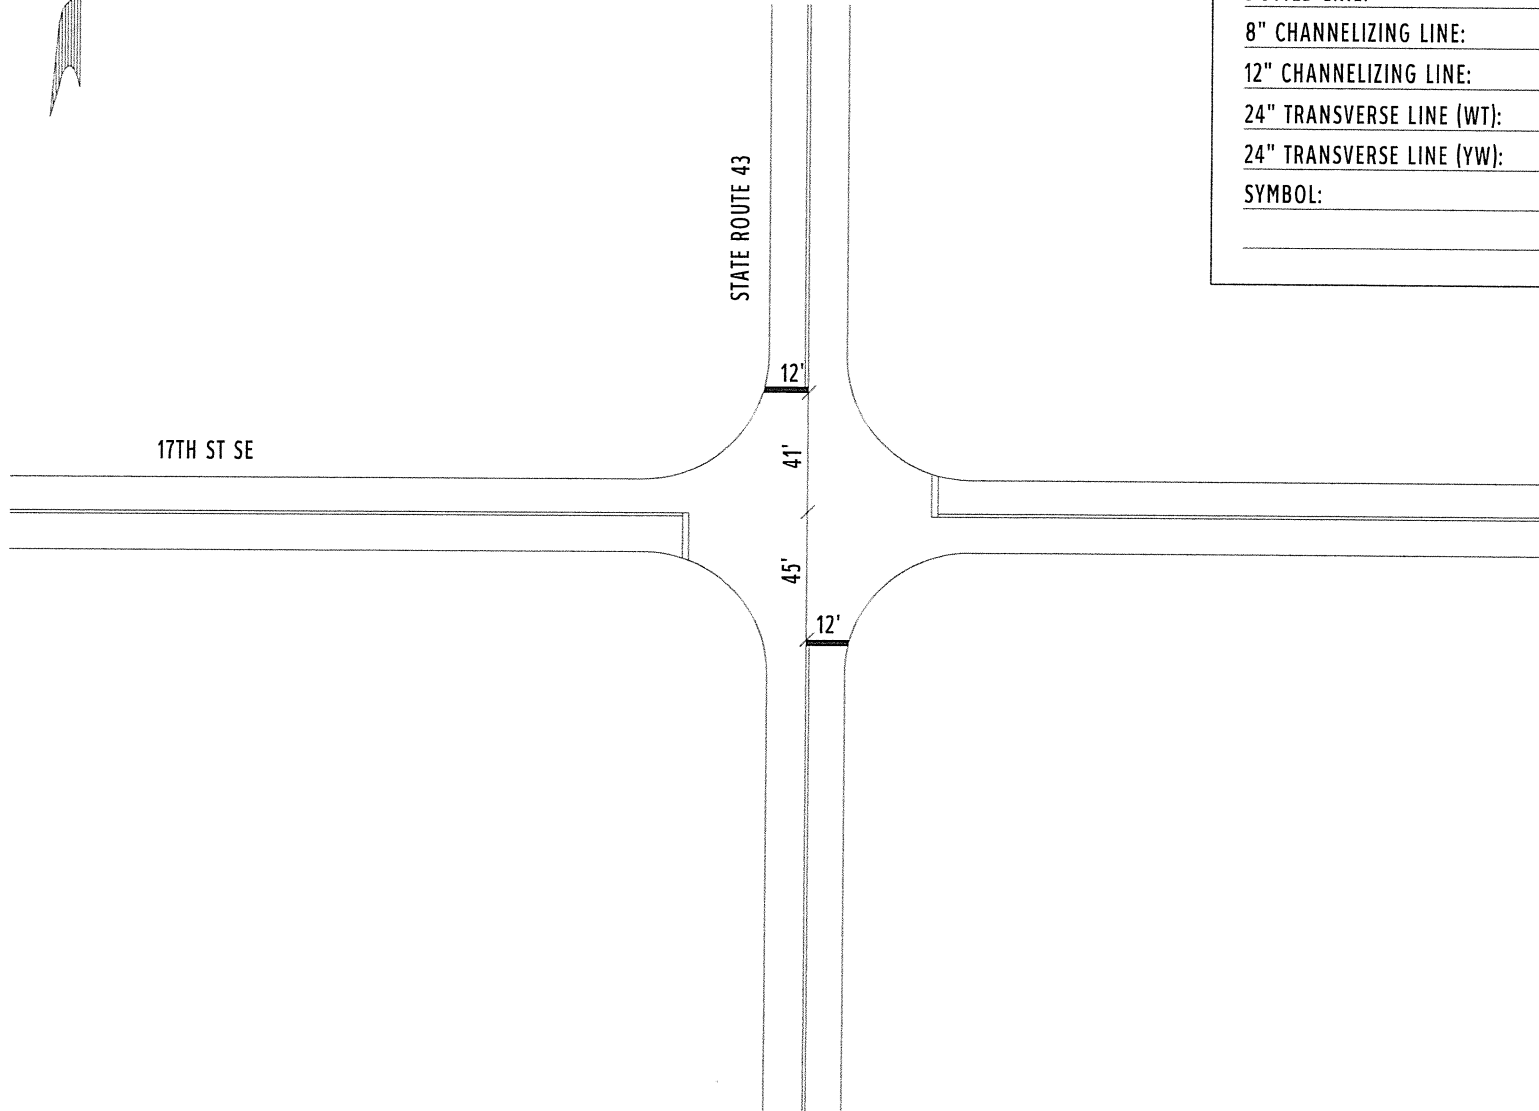 8" CHANNELIZING LINE:
12" CHANNELIZING LINE:
24" TRANSVERSE LINE (WT):
24" TRANSVERSE LINE (YW):
SYMBOL:
STATE ROUTE 43
12'
17TH ST SE
41'
45'
12'